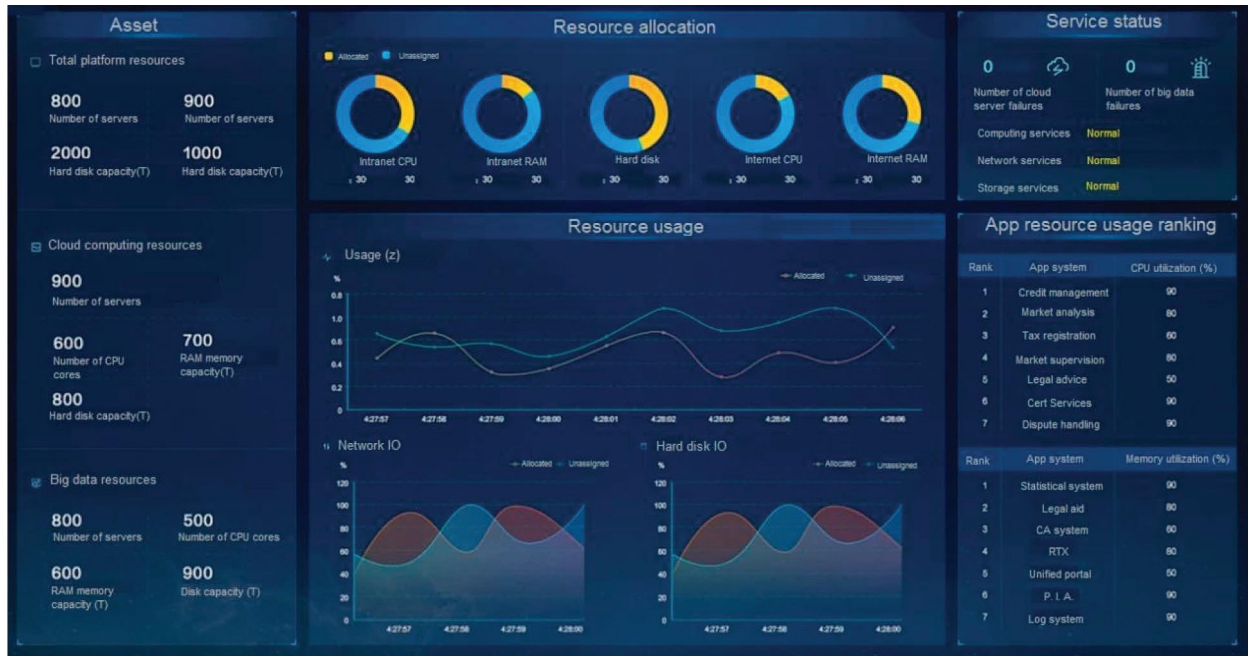 Asset
Total platform resources
800
900
Number of servers
Number of servers
2000
1000
Hard disk capacity(T)
Hard disk capacity(T)
Cloud computing resources
900
Number of servers
600
700
Number of CPU
cores
RAM memory
capacity(T)
800
Hard disk capacity(T)
Big data resources
800
500
Number of servers
Number of CPU cores
600
900
RAM memory
capacity (T)
Disk capacity (T)
Resource allocation
Allocated
Unassigned
Intranet CPU
Intranet RAM
Hard disk
Internet CPU
Internet RAM
: 30 30
: 30 30
: 30 30
: 30 30
: 30 30
Resource usage
Usage (z)
Allocated
Unassigned
%
0.8
1.0
0.6
0.4
0.2
0
4:27:57
4:27:58
4:27:59
4:28:00
4:28:01
4:28:02
4:28:03
4:28:04
4:28:05
4:28:06
Network IO
Allocated
Unassigned
%
120
100
80
60
40
20
0
4:27:57
4:27:58
4:27:59
4:28:00
Hard disk IO
Allocated
Unassigned
%
120
100
80
60
40
20
0
4:27:57
4:27:58
4:27:59
4:28:00
Service status
0
0
Number of cloud
server failures
Number of big data
failures
Computing services Normal
Network services Normal
Storage services Normal
App resource usage ranking
Rank App system CPU utilization (%)
1 Credit management 90
2 Market analysis 80
3 Tax registration 60
4 Market supervision 60
5 Legal advice 50
6 Cert Services 90
7 Dispute handling 90
Rank App system Memory utilization (%)
1 Statistical system 90
2 Legal aid 80
3 CA system 60
4 RTX 60
5 Unified portal 50
6 P. I. A. 90
7 Log system 90